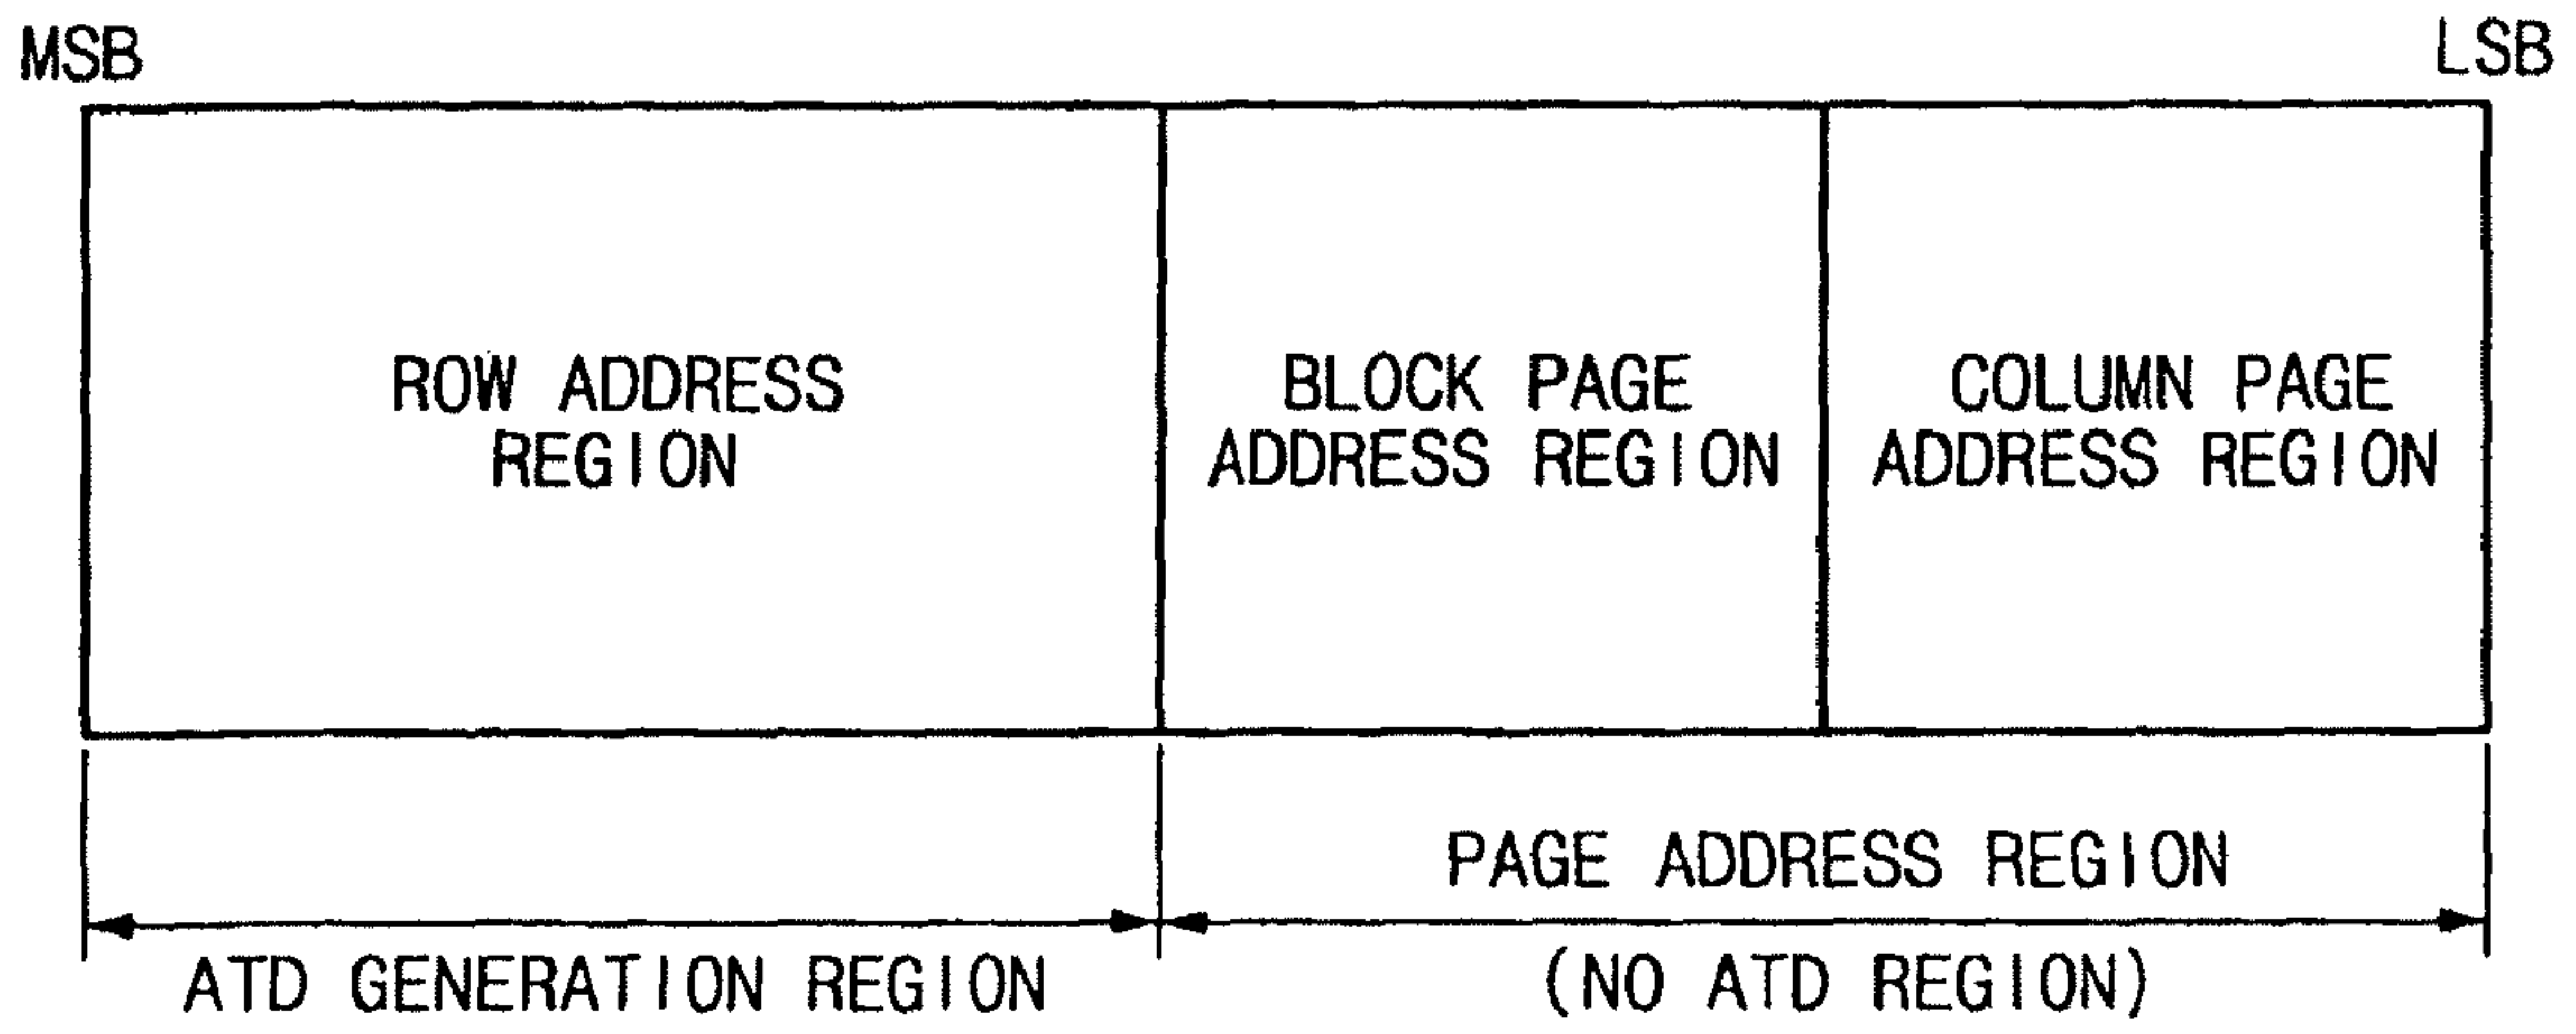 MSB
LSB
ROW ADDRESS
REGION
BLOCK PAGE
ADDRESS REGION
COLUMN PAGE
ADDRESS REGION
PAGE ADDRESS REGION
ATD GENERATION REGION
(NO ATD REGION)